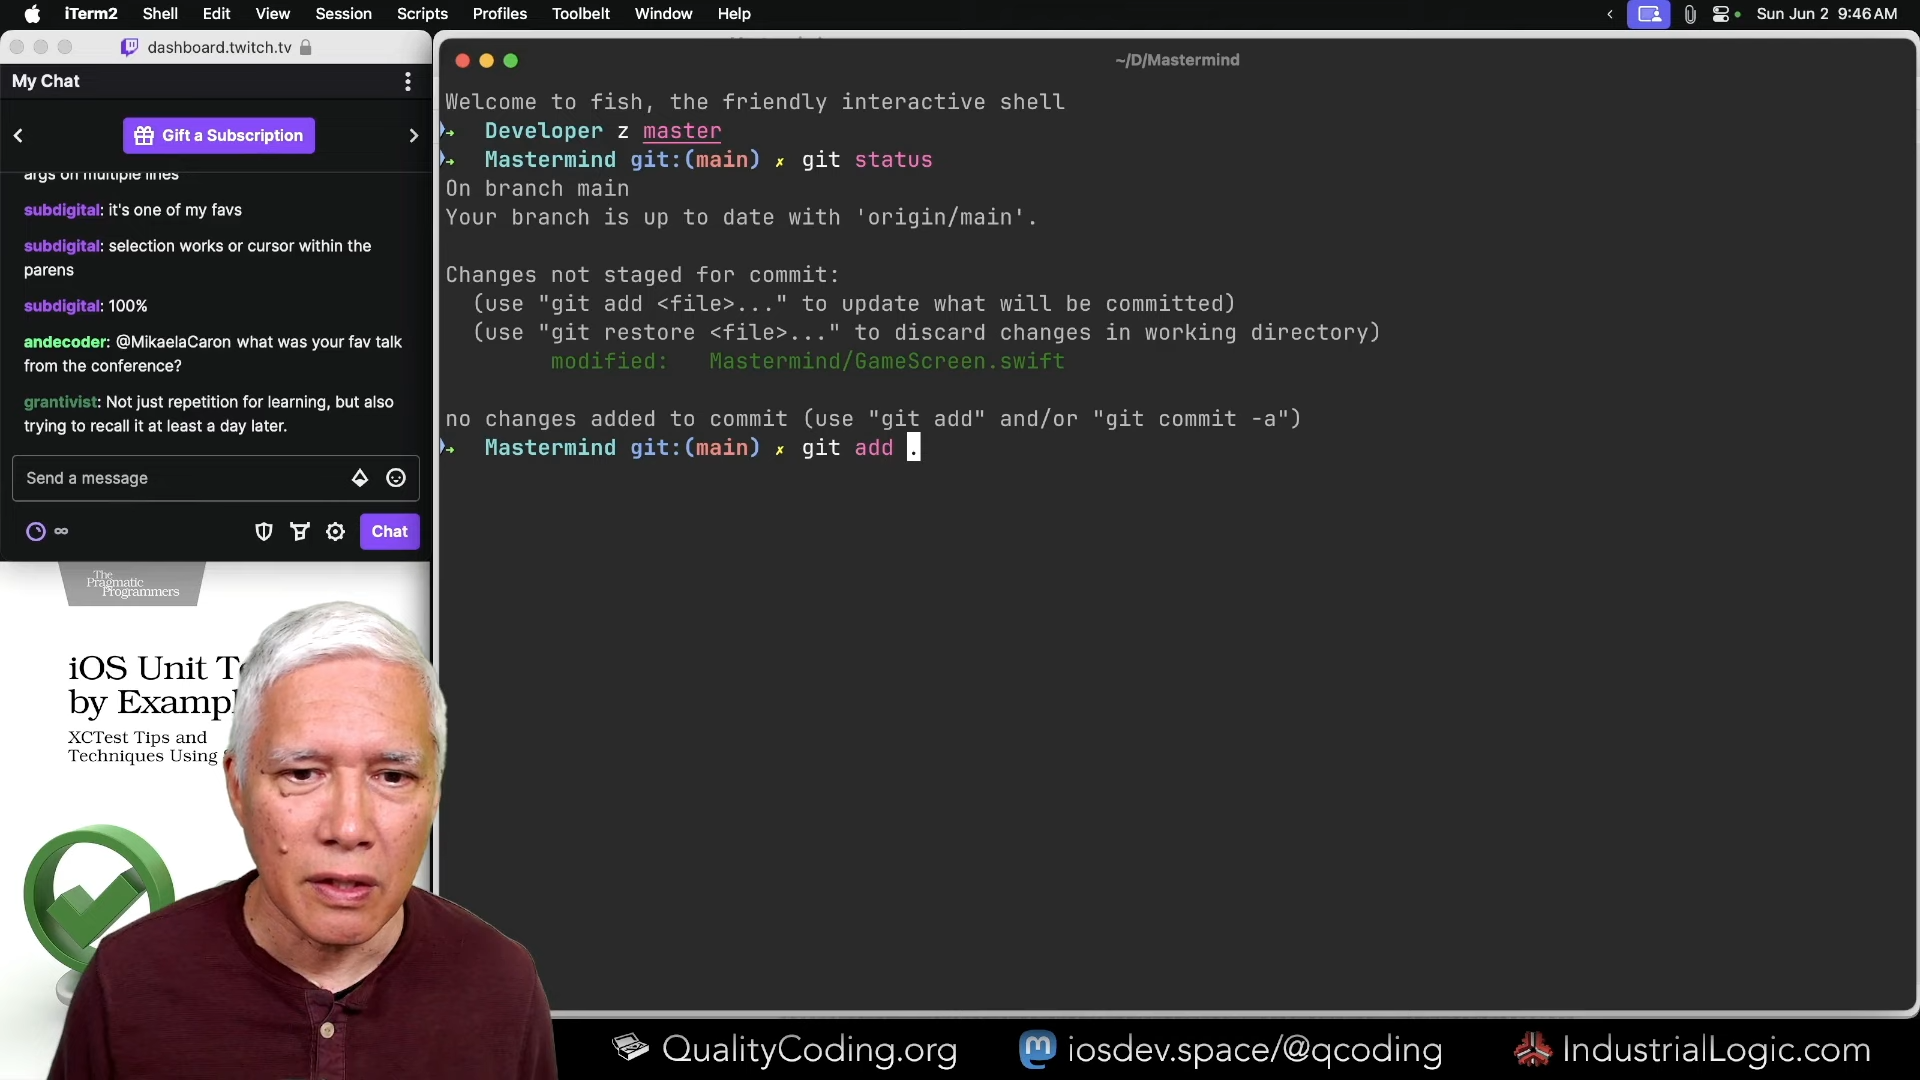 iTerm2 Shell Edit View Session Scripts Profiles Toolbelt Window Help Sun Jun 2 9:46 AM
dashboard.twitch.tv
My Chat
Gift a Subscription
args on multiple lines
subdigital: it's one of my favs
subdigital: selection works or cursor within the
parens
subdigital: 100%
andecoder: @MikaelaCaron what was your fav talk
from the conference?
grantivist: Not just repetition for learning, but also
trying to recall it at least a day later.
Send a message
∞
Chat
~/D/Mastermind
Welcome to fish, the friendly interactive shell
Developer z master
Mastermind git:(main) ✗ git status
On branch main
Your branch is up to date with 'origin/main'.
Changes not staged for commit:
(use "git add <file>..." to update what will be committed)
(use "git restore <file>..." to discard changes in working directory)
modified: Mastermind/GameScreen.swift
no changes added to commit (use "git add" and/or "git commit -a")
Mastermind git:(main) ✗ git add .
The
Pragmatic
Programmers
iOS Unit
by
XCTest Tips and
Techniques Using
QualityCoding.org
iosdev.space/@qcoding
IndustrialLogic.com